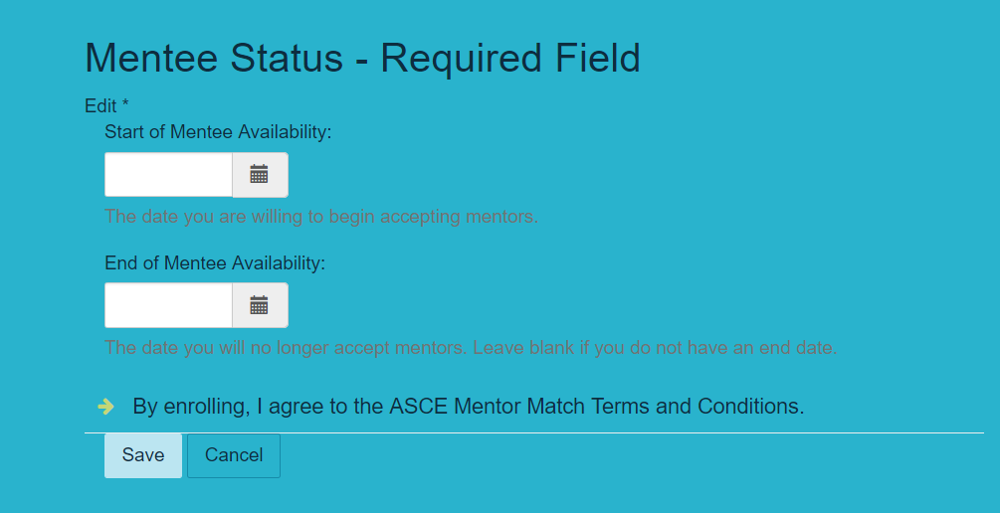 Mentee Status - Required Field
Edit *
Start of Mentee Availability:
The date you are willing to begin accepting mentors.
End of Mentee Availability:
The date you will no longer accept mentors. Leave blank if you do not have an end date.
By enrolling, I agree to the ASCE Mentor Match Terms and Conditions.
Save Cancel